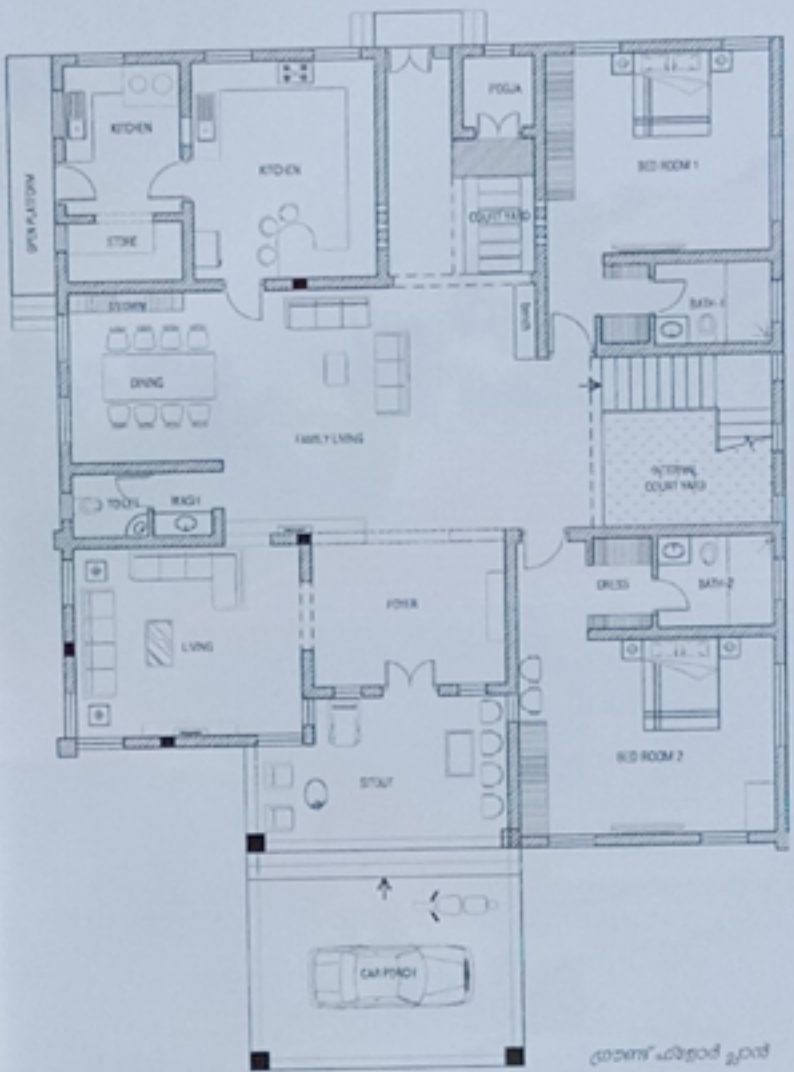 POOJA
KITCHEN
KITCHEN
BED ROOM 1
OPEN PLATFORM
COURT YARD
STORE
BATH-1
Bench
DINING
FAMILY LIVING
INTERNAL
COURT YARD
TOILET
WASH
FOYER
DRESS
BATH-2
LIVING
BED ROOM 2
SITOUT
CAR PORCH
ഗ്രൗണ്ട് ഫ്ളോർ പ്ലാൻ